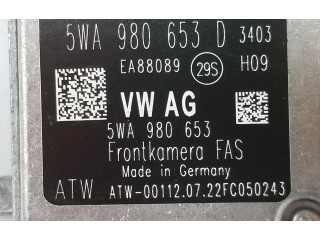 5WA 980 653 D 3403
EA88089 29S H09
VW AG
5WA 980 653
Frontkamera FAS
Made in Germany
ATW ATW-00112.07.22FC050243